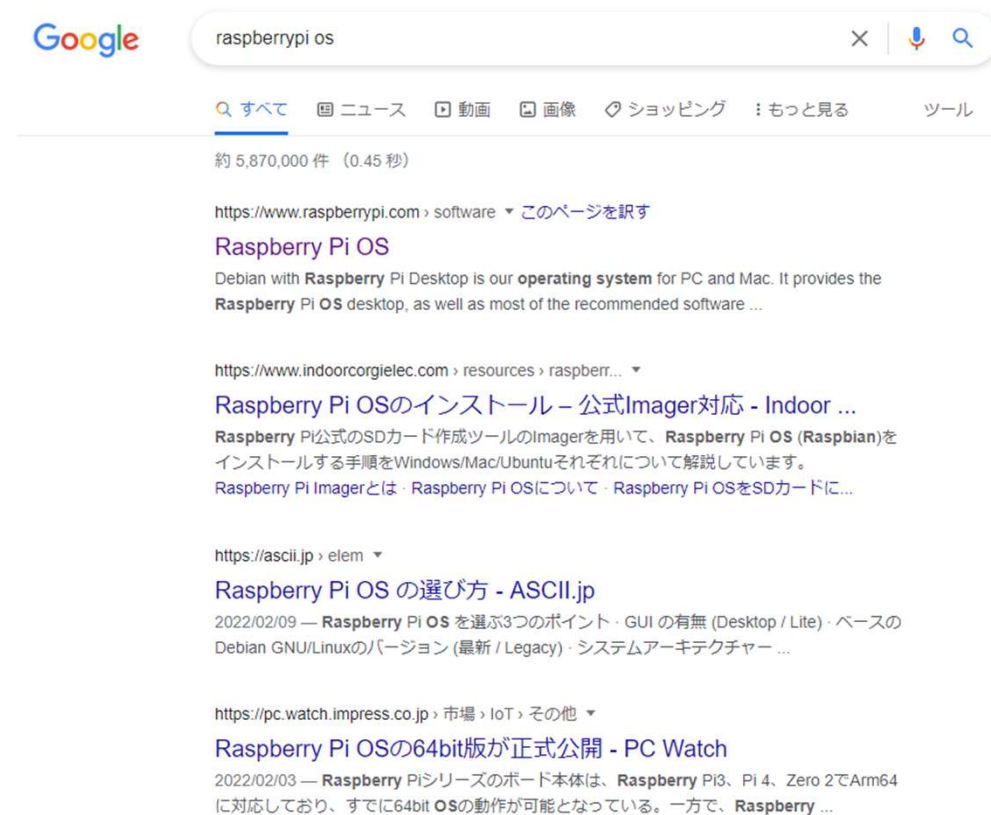 Google
raspberrypi os
すべて ニュース 動画 画像 ショッピング もっと見る ツール
約 5,870,000 件 （0.45 秒）
https://www.raspberrypi.com › software ▼ このページを訳す
Raspberry Pi OS
Debian with Raspberry Pi Desktop is our operating system for PC and Mac. It provides the
Raspberry Pi OS desktop, as well as most of the recommended software ...
https://www.indoorcorgielec.com › resources › raspberr... ▼
Raspberry Pi OSのインストール – 公式Imager対応 - Indoor ...
Raspberry Pi公式のSDカード作成ツールのImagerを用いて、Raspberry Pi OS (Raspbian)を
インストールする手順をWindows/Mac/Ubuntuそれぞれについて解説しています。
Raspberry Pi Imagerとは · Raspberry Pi OSについて · Raspberry Pi OSをSDカードに...
https://ascii.jp › elem ▼
Raspberry Pi OS の選び方 - ASCII.jp
2022/02/09 — Raspberry Pi OS を選ぶ3つのポイント · GUI の有無 (Desktop / Lite) · ベースの
Debian GNU/Linuxのバージョン (最新 / Legacy) · システムアーキテクチャー ...
https://pc.watch.impress.co.jp › 市場 › IoT › その他 ▼
Raspberry Pi OSの64bit版が正式公開 - PC Watch
2022/02/03 — Raspberry Piシリーズのボード本体は、Raspberry Pi3、Pi 4、Zero 2でArm64
に対応しており、すでに64bit OSの動作が可能となっている。一方で、Raspberry ...